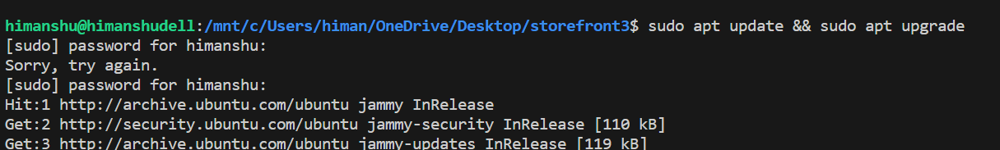 himanshu@himanshudell:/mnt/c/Users/himan/OneDrive/Desktop/storefront3$ sudo apt update && sudo apt upgrade
[sudo] password for himanshu:
Sorry, try again.
[sudo] password for himanshu:
Hit:1 http://archive.ubuntu.com/ubuntu jammy InRelease
Get:2 http://security.ubuntu.com/ubuntu jammy-security InRelease [110 kB]
Get:3 http://archive.ubuntu.com/ubuntu jammy-updates InRelease [119 kB]